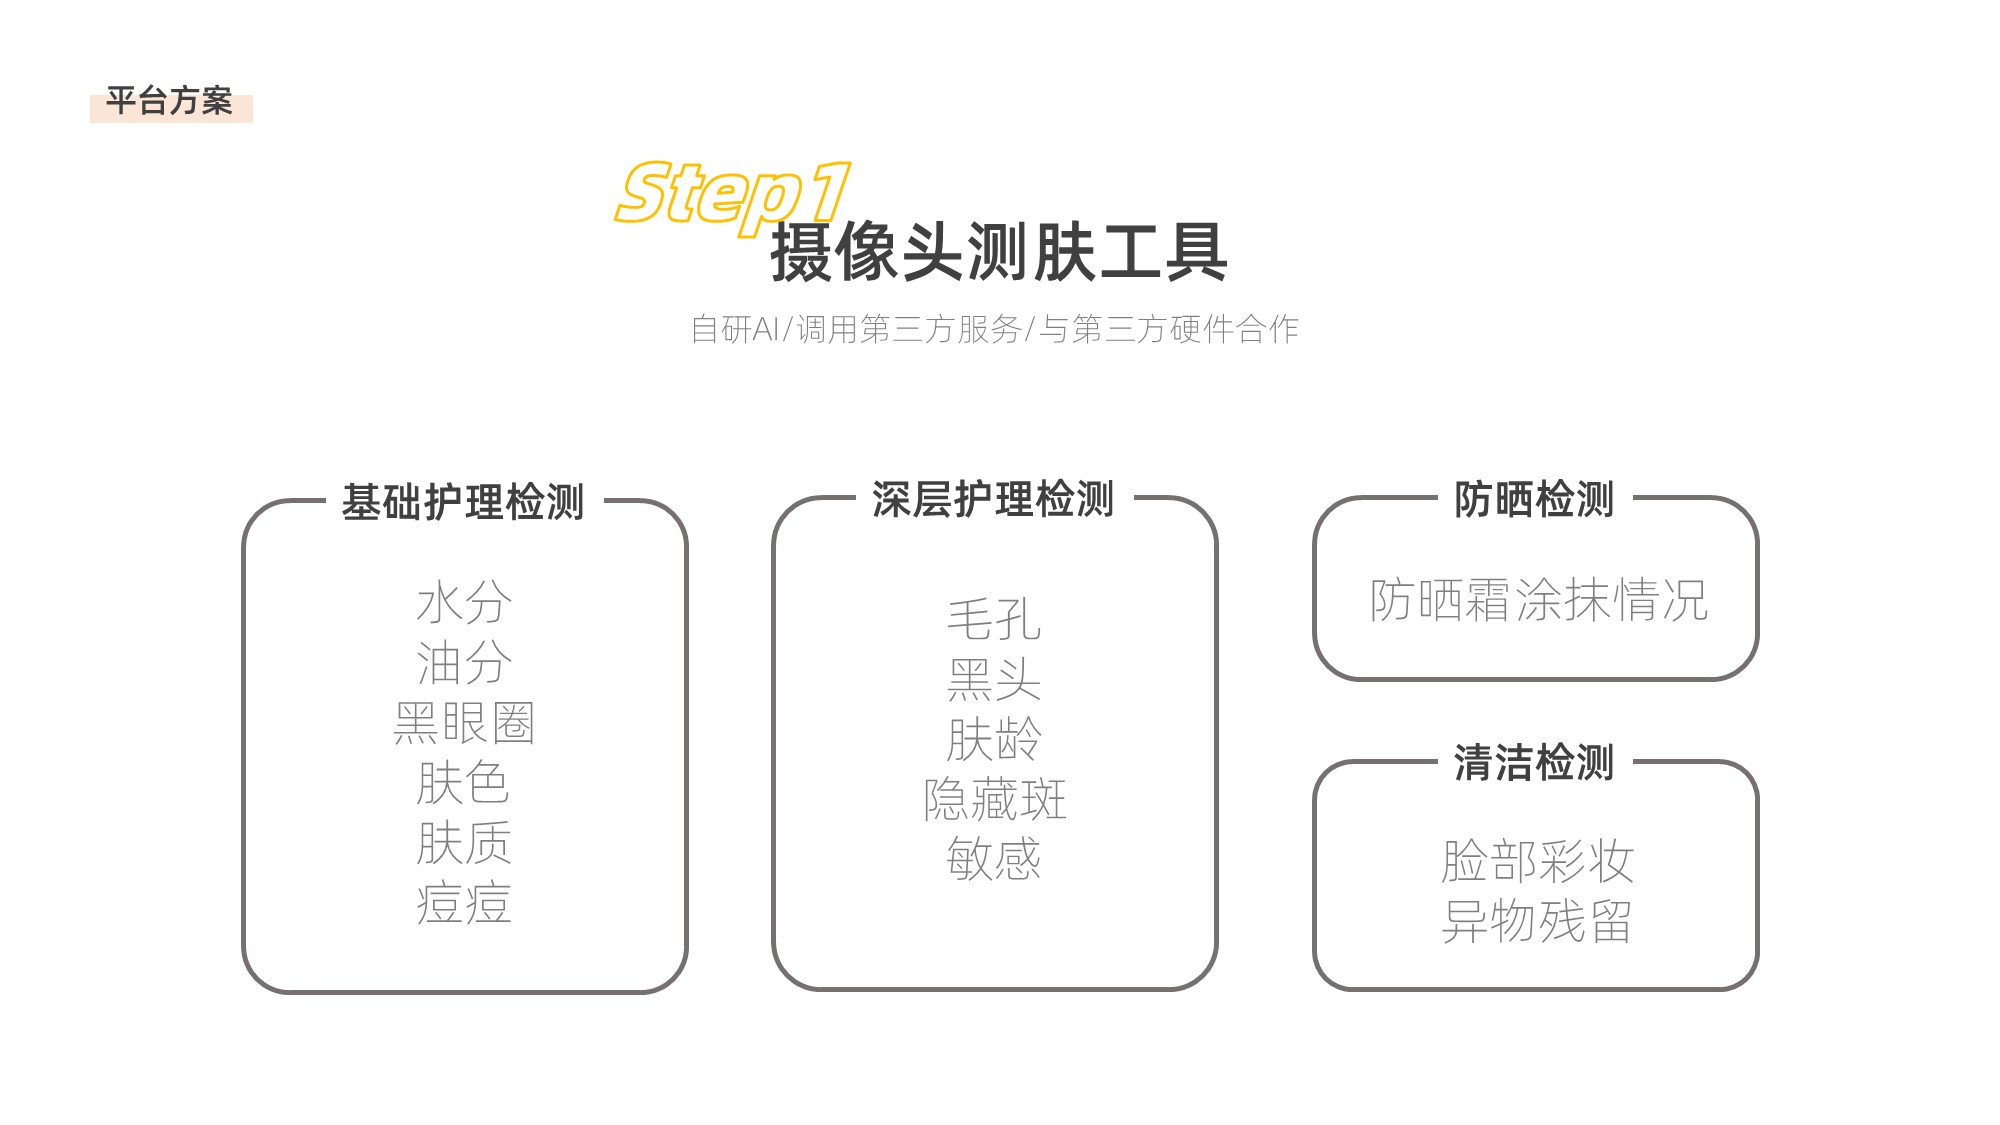 平台方案
Step1
摄像头测肤工具
自研AI/调用第三方服务/与第三方硬件合作
基础护理检测
水分
油分
黑眼圈
肤色
肤质
痘痘
深层护理检测
毛孔
黑头
肤龄
隐藏斑
敏感
防晒检测
防晒霜涂抹情况
清洁检测
脸部彩妆
异物残留